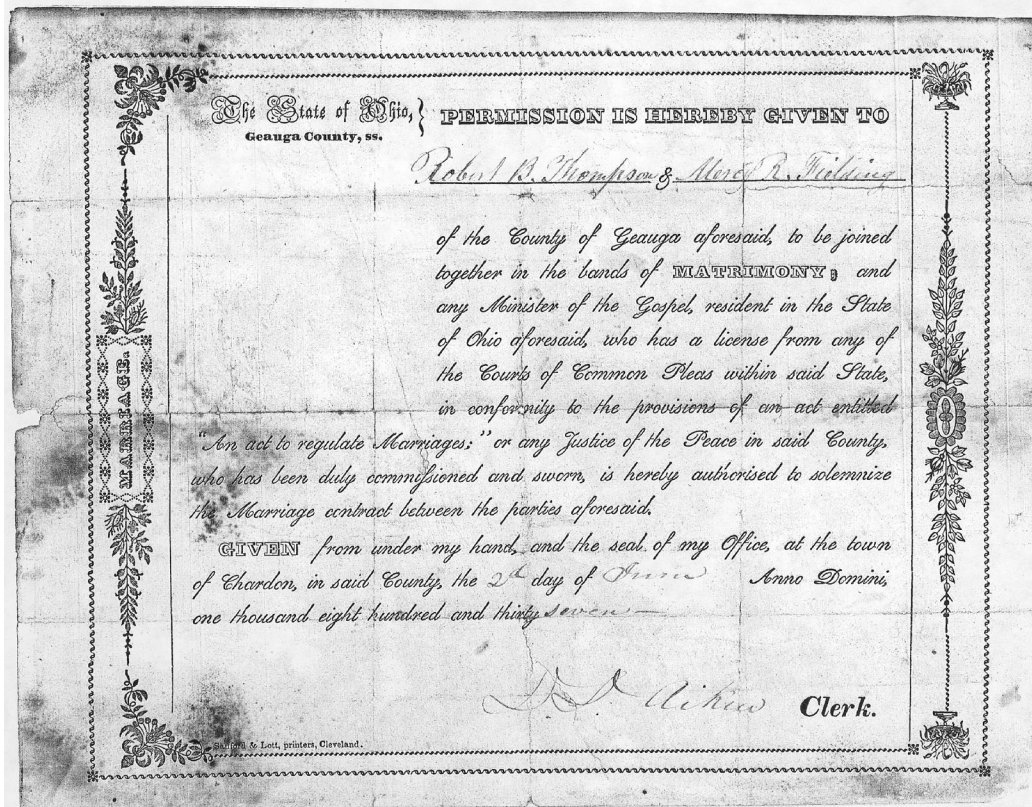 The State of Ohio, } PERMISSION IS HEREBY GIVEN TO
Geauga County, ss.
Robert B. Thompson & Mercy R. Fielding
of the County of Geauga aforesaid, to be joined
together in the bands of MATRIMONY; and
any Minister of the Gospel, resident in the State
of Ohio aforesaid, who has a license from any of
the Courts of Common Pleas within said State,
in conformity to the provisions of an act entitled
"An act to regulate Marriages;" or any Justice of the Peace in said County,
who has been duly commissioned and sworn, is hereby authorised to solemnize
the Marriage contract between the parties aforesaid.
GIVEN from under my hand, and the seal of my Office, at the town
of Chardon, in said County, the 2d day of June Anno Domini,
one thousand eight hundred and thirty seven
D. D. Aiken Clerk.
MARRIAGE.
Sanford & Lott, printers, Cleveland.